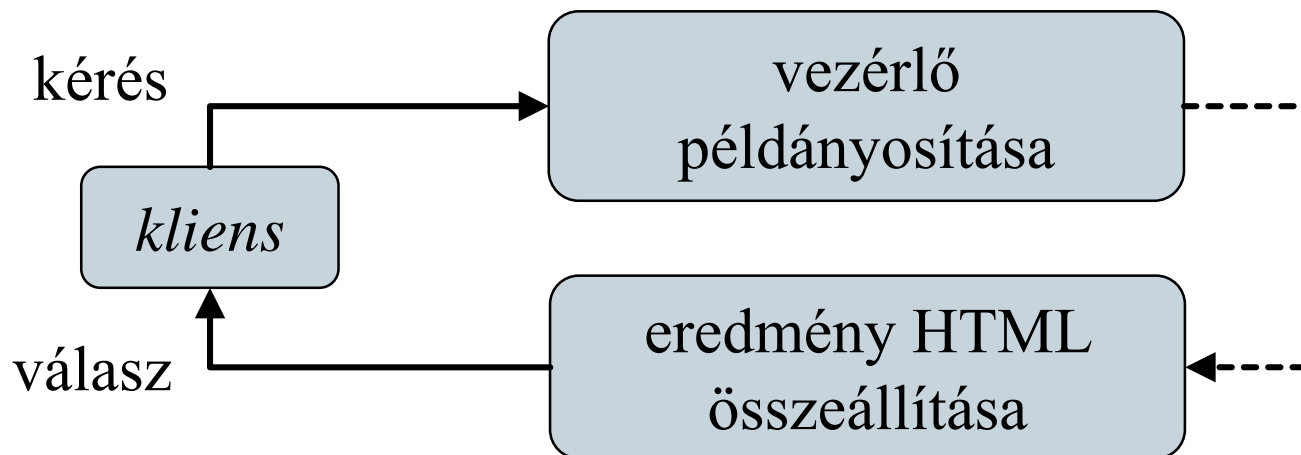 kérés
vezérlő
példányosítása
kliens
válasz
eredmény HTML
összeállítása